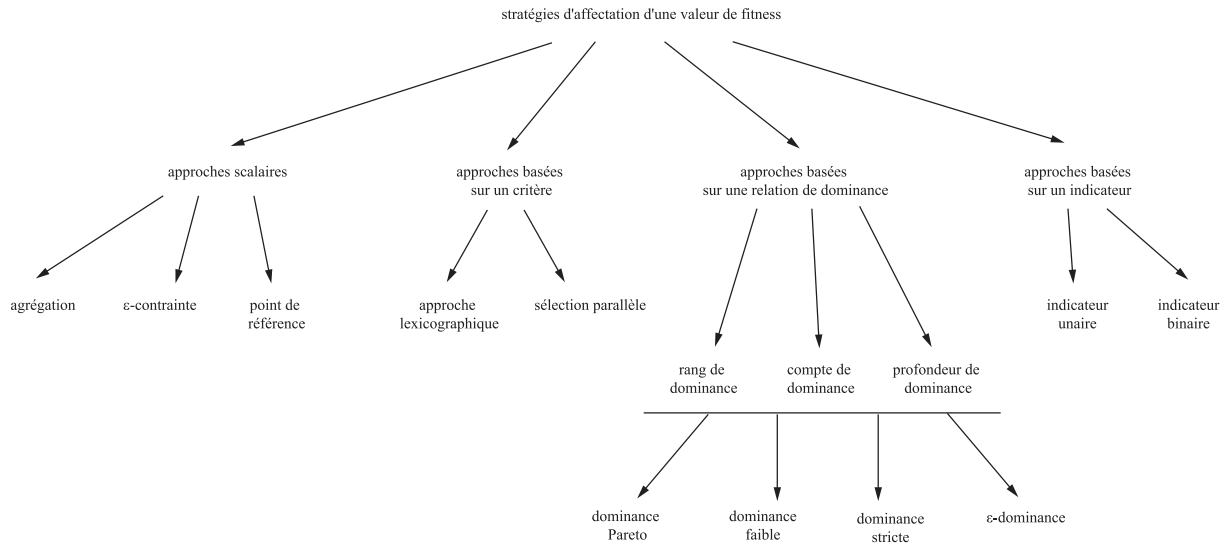 stratégies d'affectation d'une valeur de fitness
approches scalaires
approches basées
sur un critère
approches basées
sur une relation de dominance
approches basées
sur un indicateur
agrégation
ε-contrainte
point de
référence
approche
lexicographique
sélection parallèle
indicateur
unaire
indicateur
binaire
rang de
dominance
compte de
dominance
profondeur de
dominance
dominance
Pareto
dominance
faible
dominance
stricte
ε-dominance